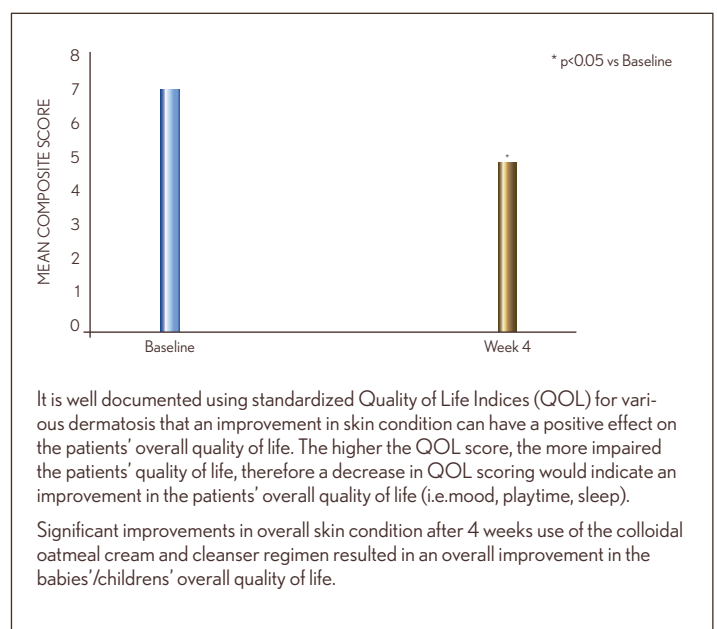 * p<0.05 vs Baseline
MEAN COMPOSITE SCORE
8
7
6
5
4
3
2
1
0
*
Baseline
Week 4
It is well documented using standardized Quality of Life Indices (QOL) for vari-
ous dermatosis that an improvement in skin condition can have a positive effect on
the patients' overall quality of life. The higher the QOL score, the more impaired
the patients' quality of life, therefore a decrease in QOL scoring would indicate an
improvement in the patients' overall quality of life (i.e.mood, playtime, sleep).
Significant improvements in overall skin condition after 4 weeks use of the colloidal
oatmeal cream and cleanser regimen resulted in an overall improvement in the
babies'/childrens' overall quality of life.